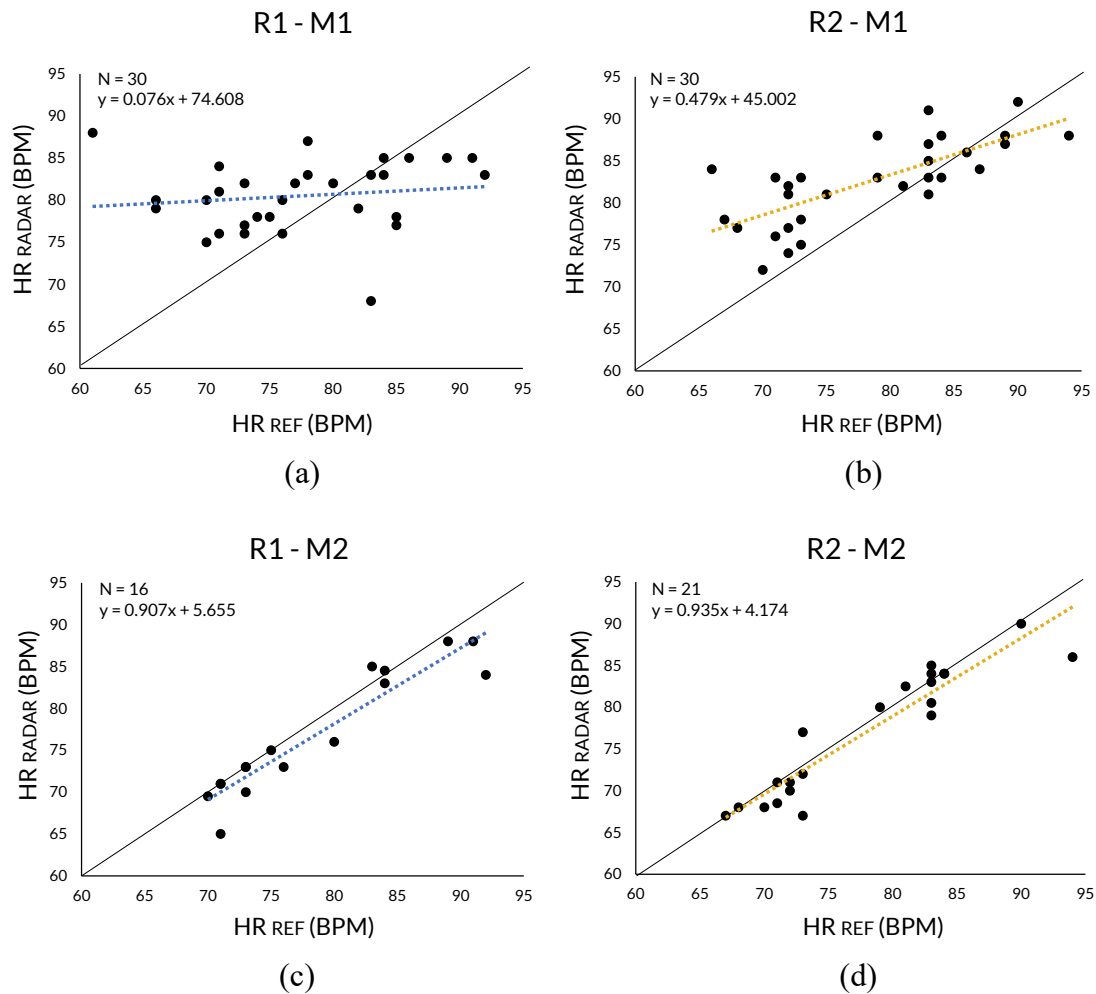 R1 - M1
N = 30
y = 0.076x + 74.608
95
90
85
80
75
70
65
60
HR RADAR (BPM)
60 65 70 75 80 85 90 95
HR REF (BPM)
(a)
R2 - M1
N = 30
y = 0.479x + 45.002
95
90
85
80
75
70
65
60
HR RADAR (BPM)
60 65 70 75 80 85 90 95
HR REF (BPM)
(b)
R1 - M2
N = 16
y = 0.907x + 5.655
95
90
85
80
75
70
65
60
HR RADAR (BPM)
60 65 70 75 80 85 90 95
HR REF (BPM)
(c)
R2 - M2
N = 21
y = 0.935x + 4.174
95
90
85
80
75
70
65
60
HR RADAR (BPM)
60 65 70 75 80 85 90 95
HR REF (BPM)
(d)